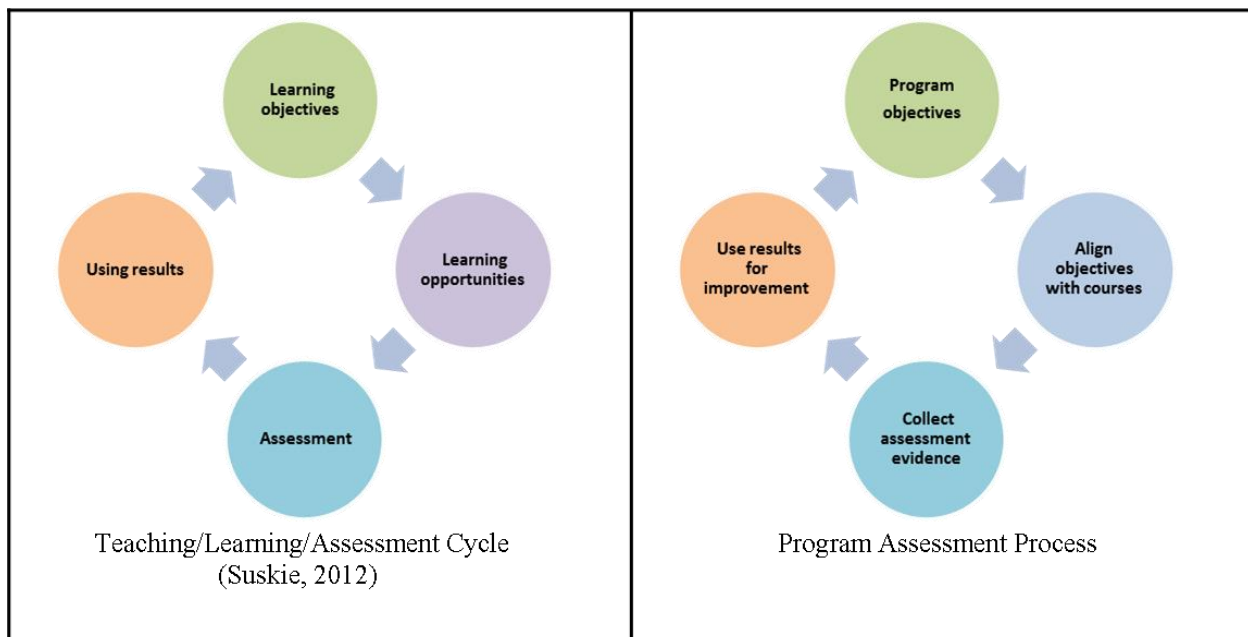 Learning
objectives
Learning
opportunities
Assessment
Using results
Teaching/Learning/Assessment Cycle
(Suskie, 2012)
Program
objectives
Align
objectives
with courses
Collect
assessment
evidence
Use results
for
improvement
Program Assessment Process